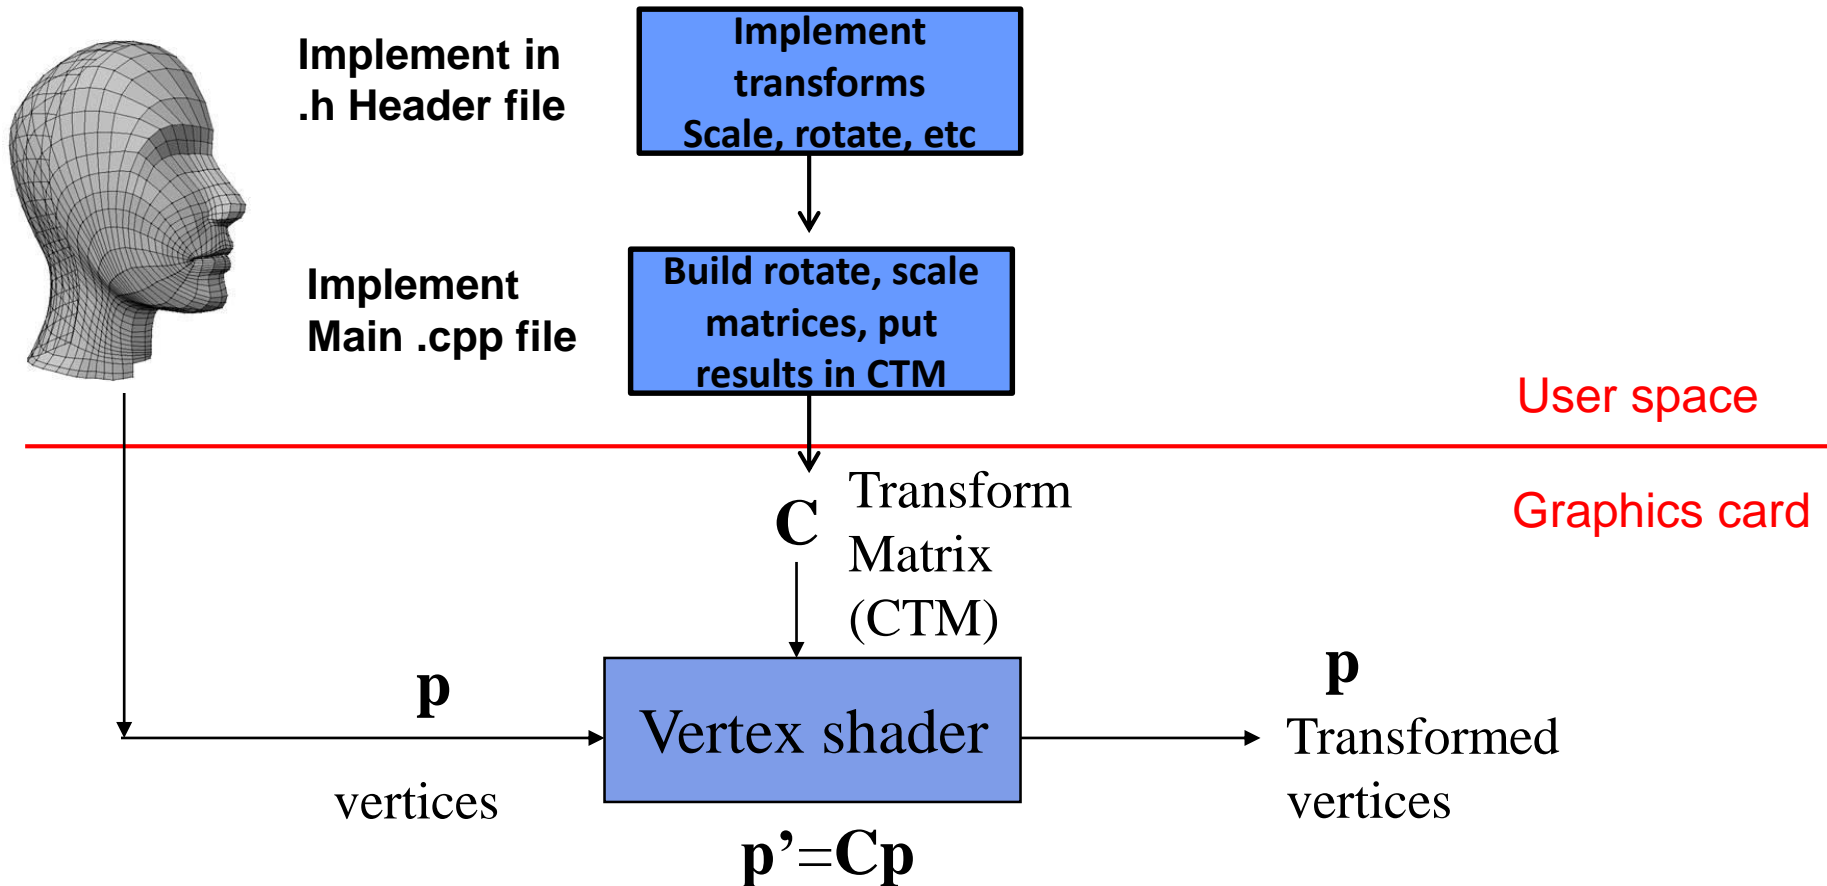 Implement in
.h Header file
Implement
transforms
Scale, rotate, etc
Implement
Main .cpp file
Build rotate, scale
matrices, put
results in CTM
User space
Graphics card
C
Transform
Matrix
(CTM)
p
vertices
Vertex shader
p’=Cp
p
Transformed
vertices